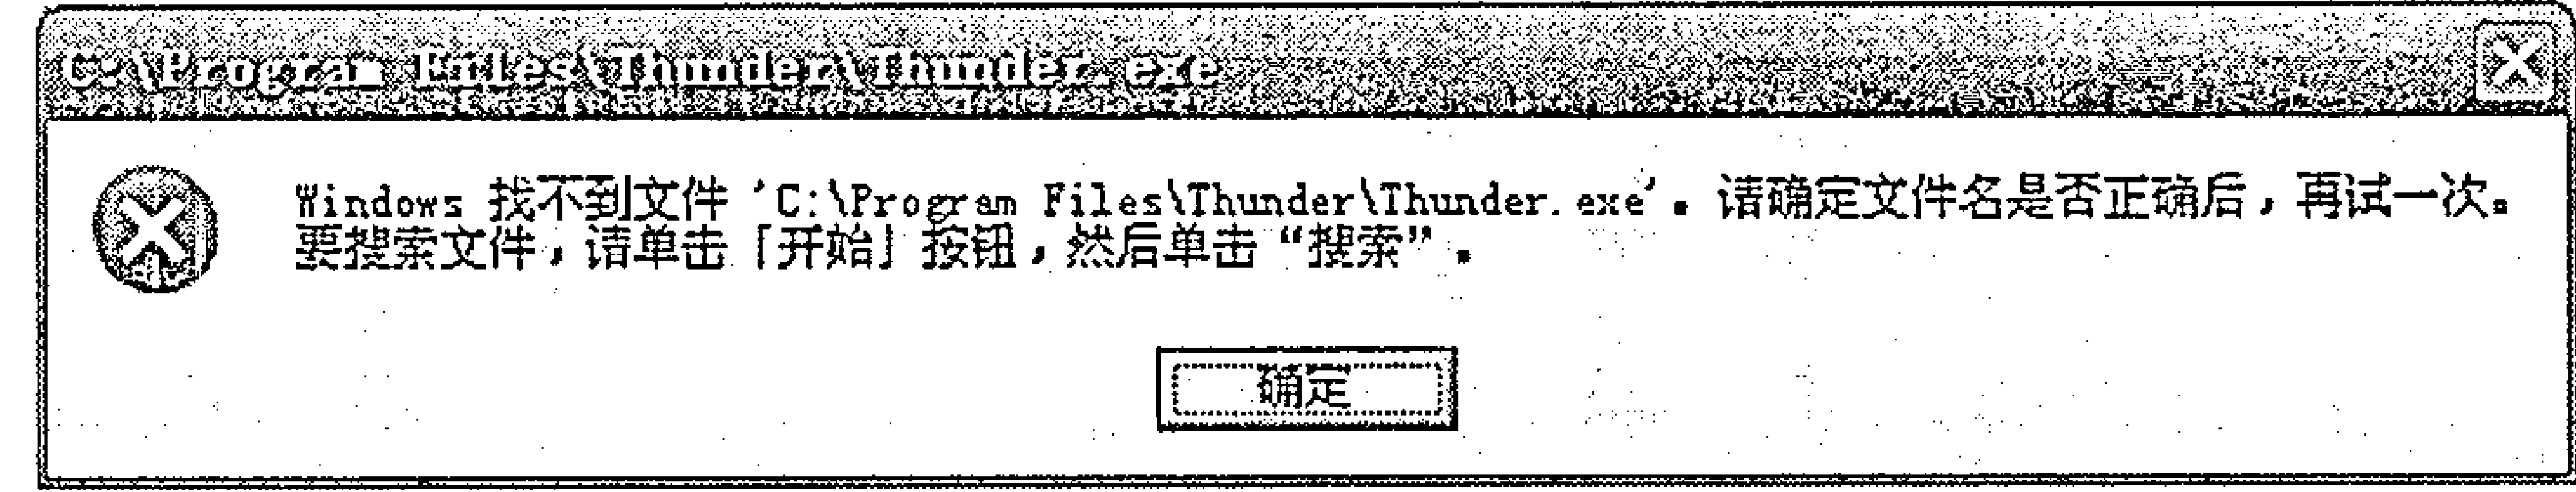 C:\Program Files\Thunder\Thunder.exe
Windows 找不到文件 'C:\Program Files\Thunder\Thunder.exe'。请确定文件名是否正确后，再试一次。
要搜索文件，请单击「开始」按钮，然后单击“搜索”。
确定